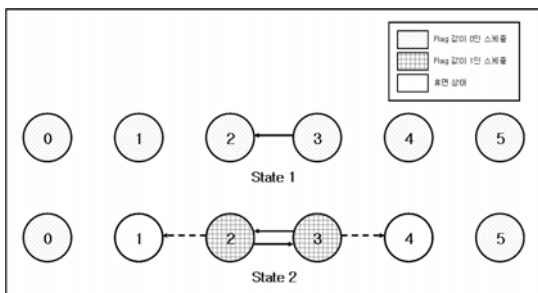 Flag 값이 0인 스케줄
Flag 값이 1인 스케줄
휴면 상태
0 1 2 3 4 5
State 1
0 1 2 3 4 5
State 2